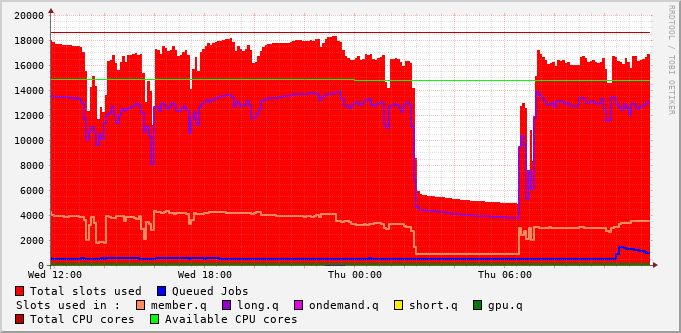 20000
18000
16000
14000
12000
10000
8000
6000
4000
2000
0
Wed 12:00 Wed 18:00 Thu 00:00 Thu 06:00
Total slots used Queued Jobs
Slots used in : member.q long.q ondemand.q short.q gpu.q
Total CPU cores Available CPU cores
RRDTOOL / TOBI OETIKER